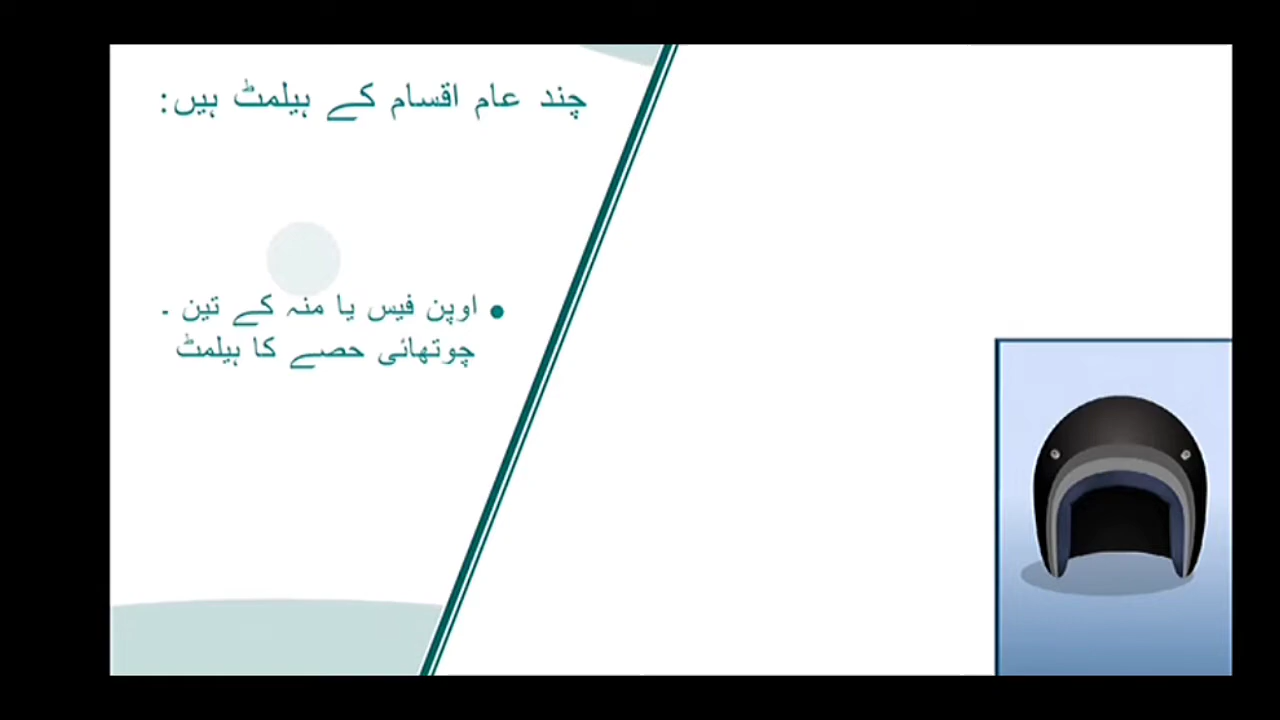 چند عام اقسام کے ہیلمٹ ہیں:
• اوپن فیس یا منہ کے تین ۔
چوتھائی حصے کا ہیلمٹ